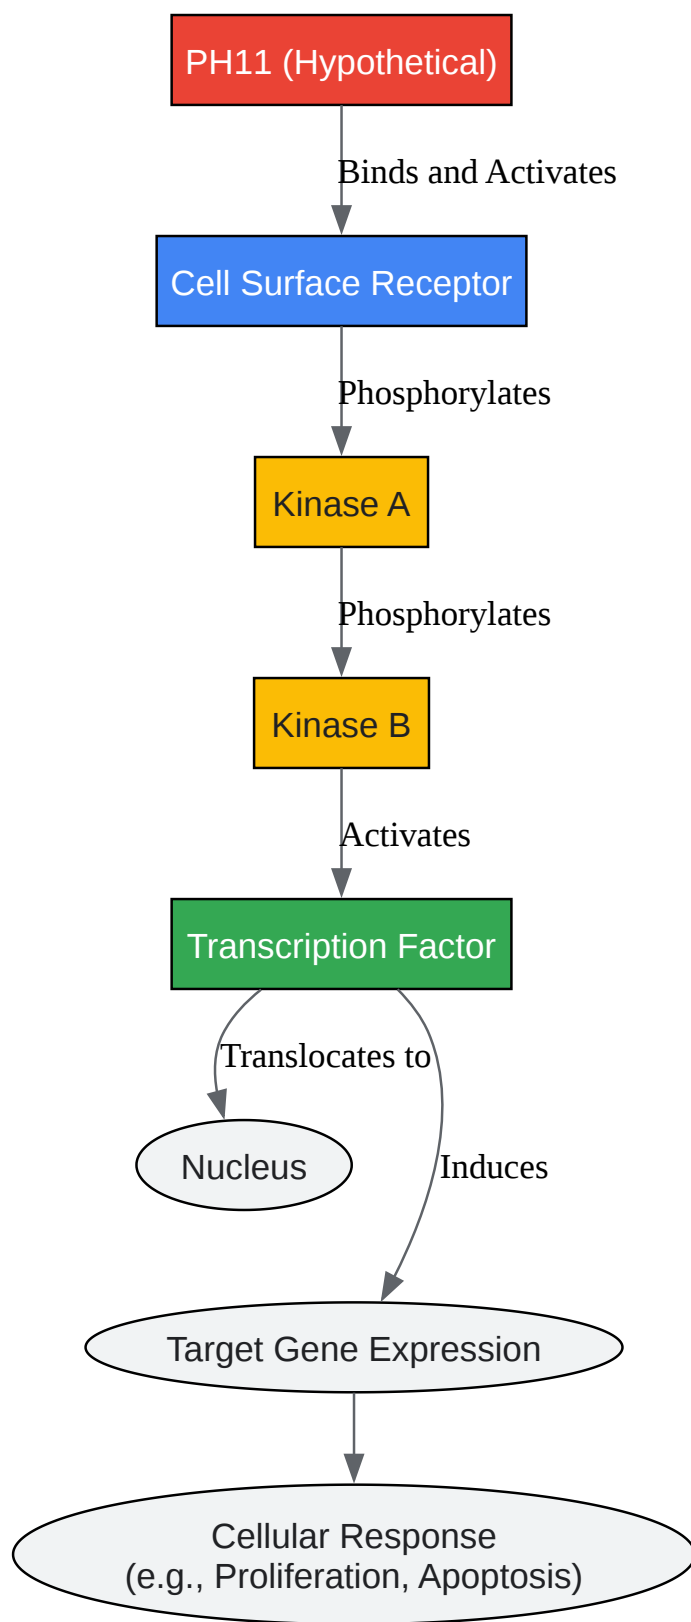 PH11 (Hypothetical)
Binds and Activates
Cell Surface Receptor
Phosphorylates
Kinase A
Phosphorylates
Kinase B
Activates
Transcription Factor
Translocates to
Nucleus
Induces
Target Gene Expression
Cellular Response
(e.g., Proliferation, Apoptosis)